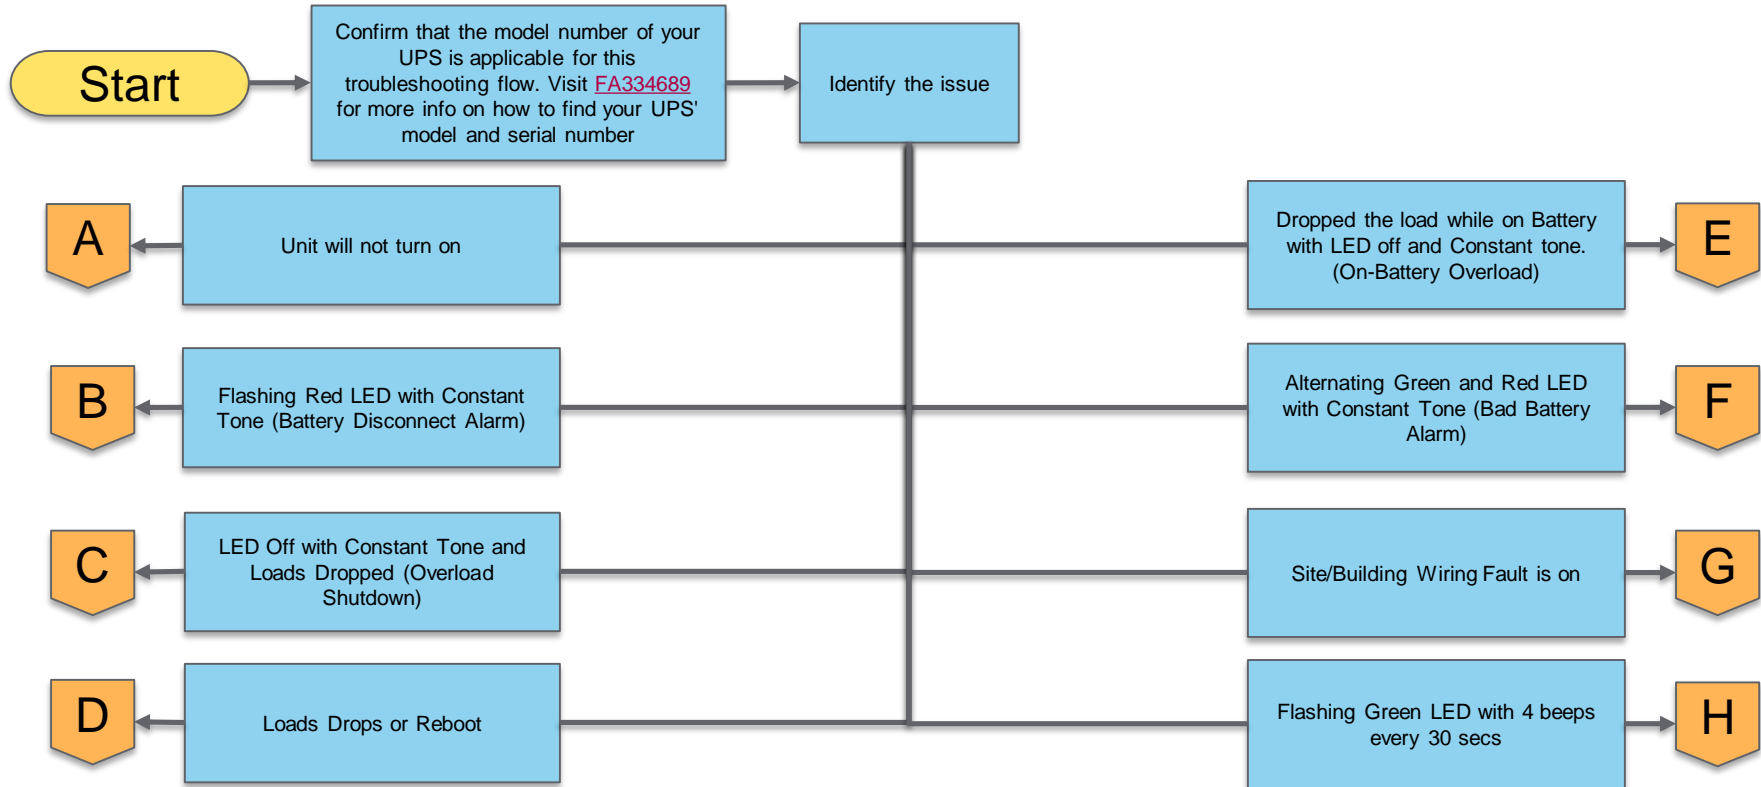 Start
Confirm that the model number of your
UPS is applicable for this
troubleshooting flow. Visit FA334689
for more info on how to find your UPS'
model and serial number
Identify the issue
A
Unit will not turn on
Dropped the load while on Battery
with LED off and Constant tone.
(On-Battery Overload)
E
B
Flashing Red LED with Constant
Tone (Battery Disconnect Alarm)
Alternating Green and Red LED
with Constant Tone (Bad Battery
Alarm)
F
C
LED Off with Constant Tone and
Loads Dropped (Overload
Shutdown)
Site/Building Wiring Fault is on
G
D
Loads Drops or Reboot
Flashing Green LED with 4 beeps
every 30 secs
H